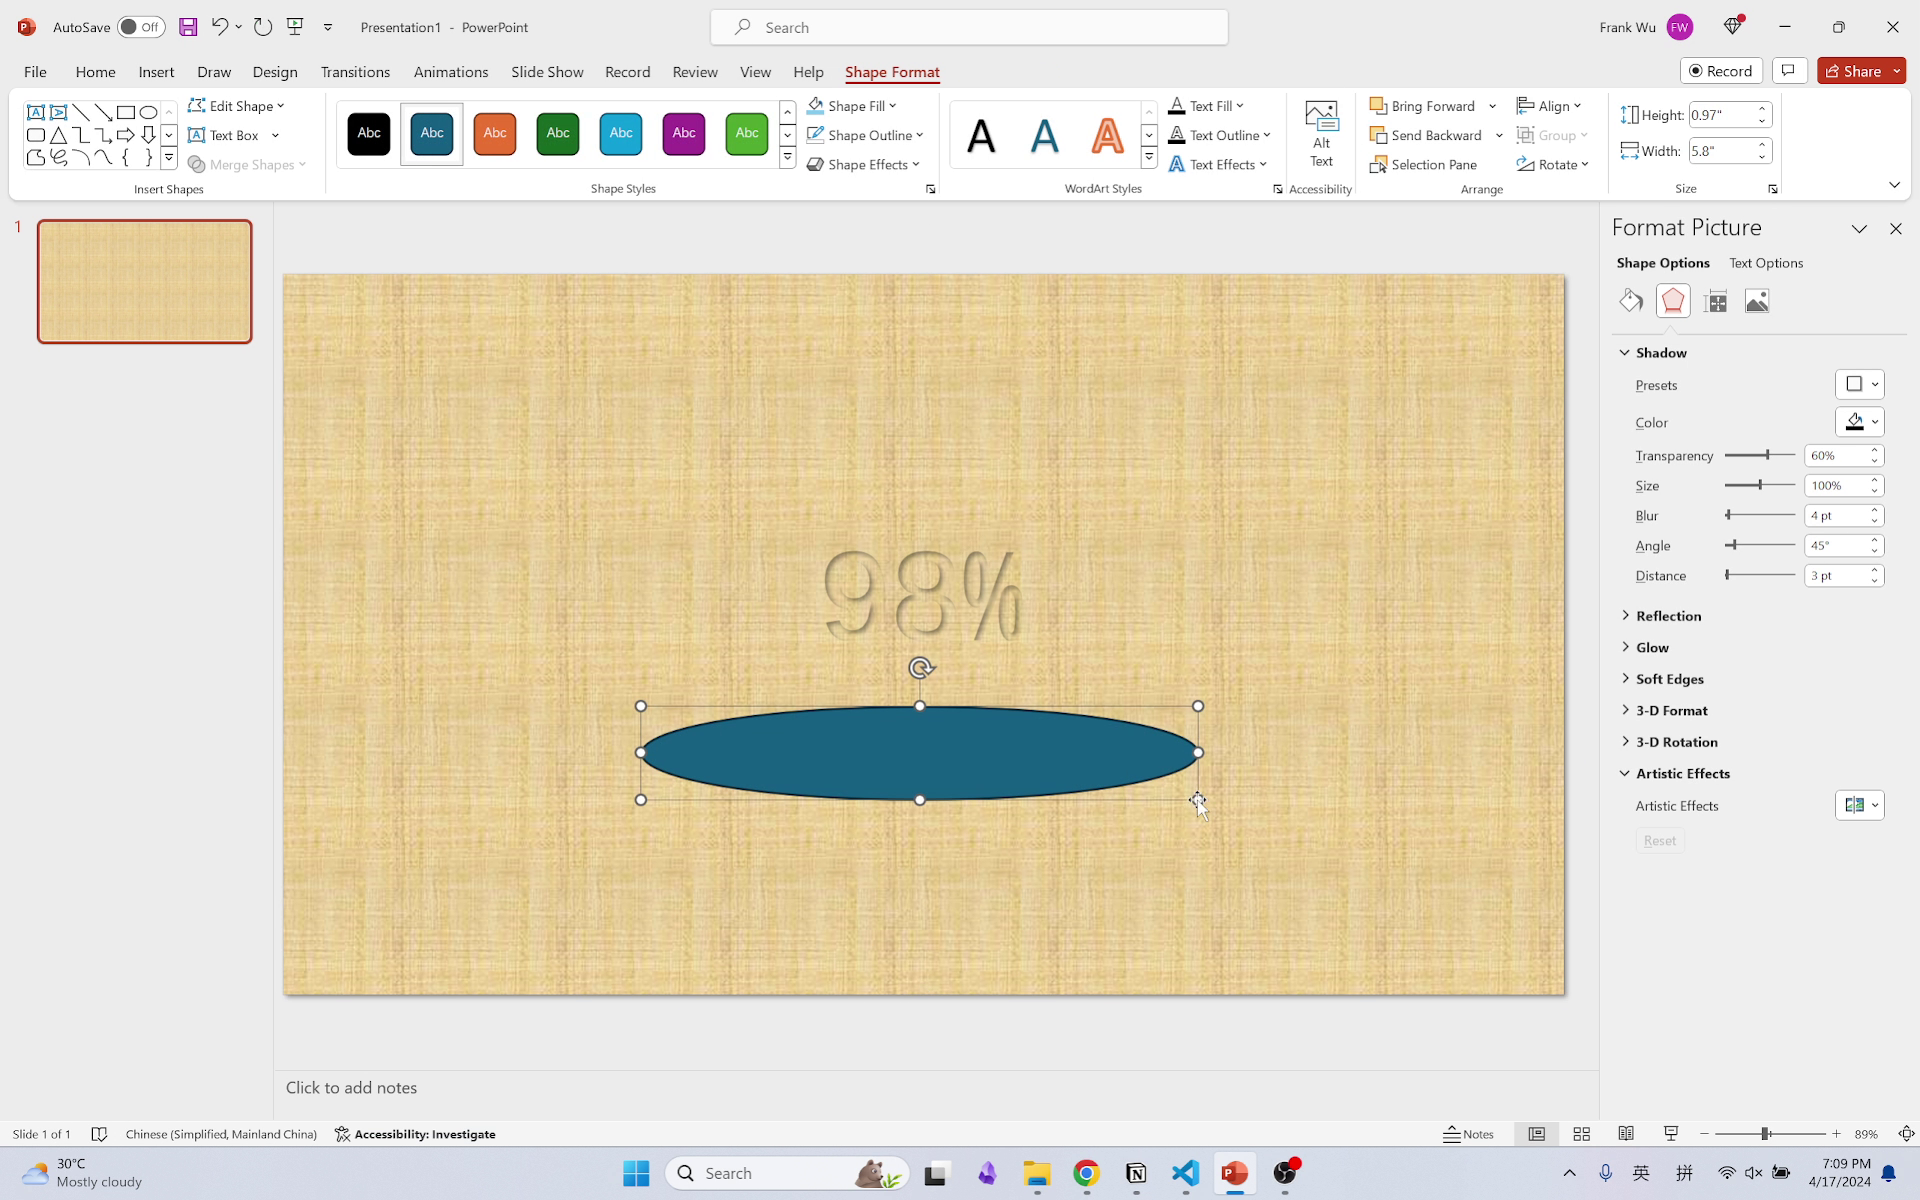 AutoSave Off Presentation1 - PowerPoint Search Frank Wu FW
File Home Insert Draw Design Transitions Animations Slide Show Record Review View Help Shape Format Record Share
Edit Shape
Text Box
Merge Shapes
Insert Shapes
Abc Abc Abc Abc Abc Abc Abc
Shape Styles
Shape Fill
Shape Outline
Shape Effects
A A A
WordArt Styles
Text Fill
Text Outline
Text Effects
Alt
Text
Accessibility
Bring Forward
Send Backward
Selection Pane
Align
Group
Rotate
Arrange
Height: 0.97"
Width: 5.8"
Size
1
98%
Format Picture
Shape Options Text Options
Shadow
Presets
Color
Transparency 60%
Size 100%
Blur 4 pt
Angle 45°
Distance 3 pt
Reflection
Glow
Soft Edges
3-D Format
3-D Rotation
Artistic Effects
Artistic Effects
Reset
Click to add notes
Slide 1 of 1 Chinese (Simplified, Mainland China) Accessibility: Investigate Notes 89%
30°C
Mostly cloudy
Search
英 拼
7:09 PM
4/17/2024